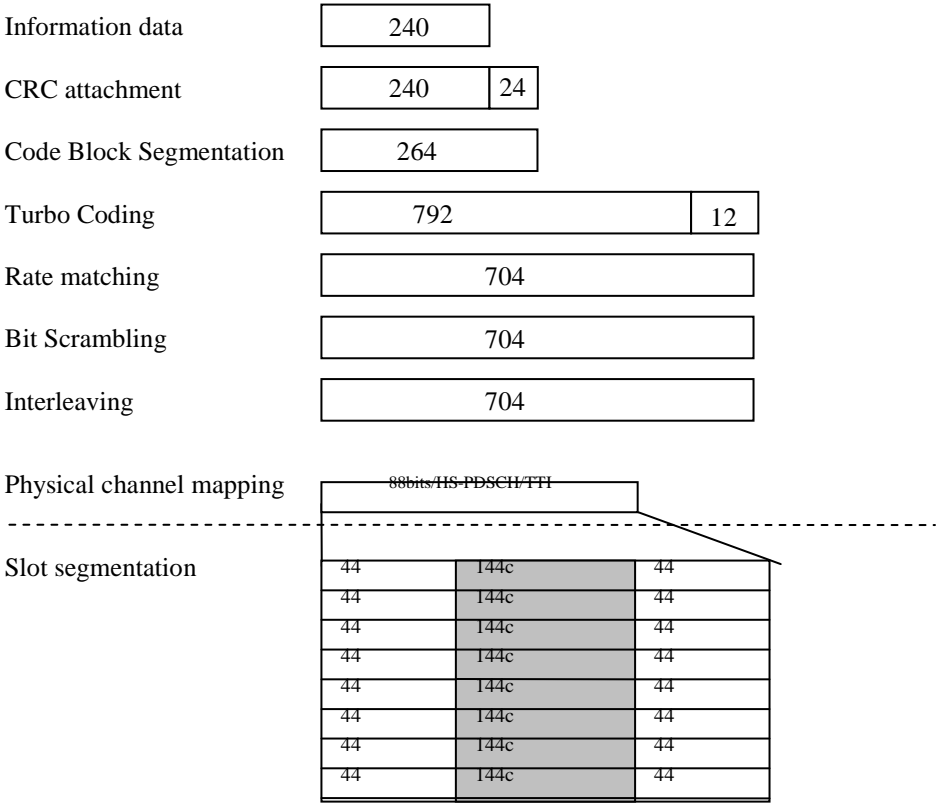 Information data 240
CRC attachment 240 24
Code Block Segmentation 264
Turbo Coding 792 12
Rate matching 704
Bit Scrambling 704
Interleaving 704
Physical channel mapping 88bits/HS-PDSCH/TTI
Slot segmentation 44 144c 44
44 144c 44
44 144c 44
44 144c 44
44 144c 44
44 144c 44
44 144c 44
44 144c 44